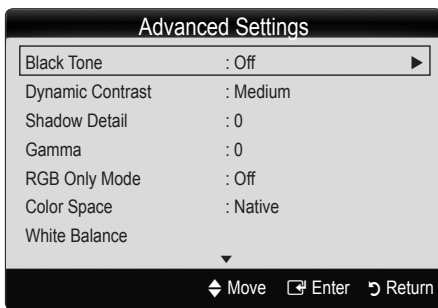 Advanced Settings
Black Tone : Off ▶
Dynamic Contrast : Medium
Shadow Detail : 0
Gamma : 0
RGB Only Mode : Off
Color Space : Native
White Balance
▼
Move Enter Return